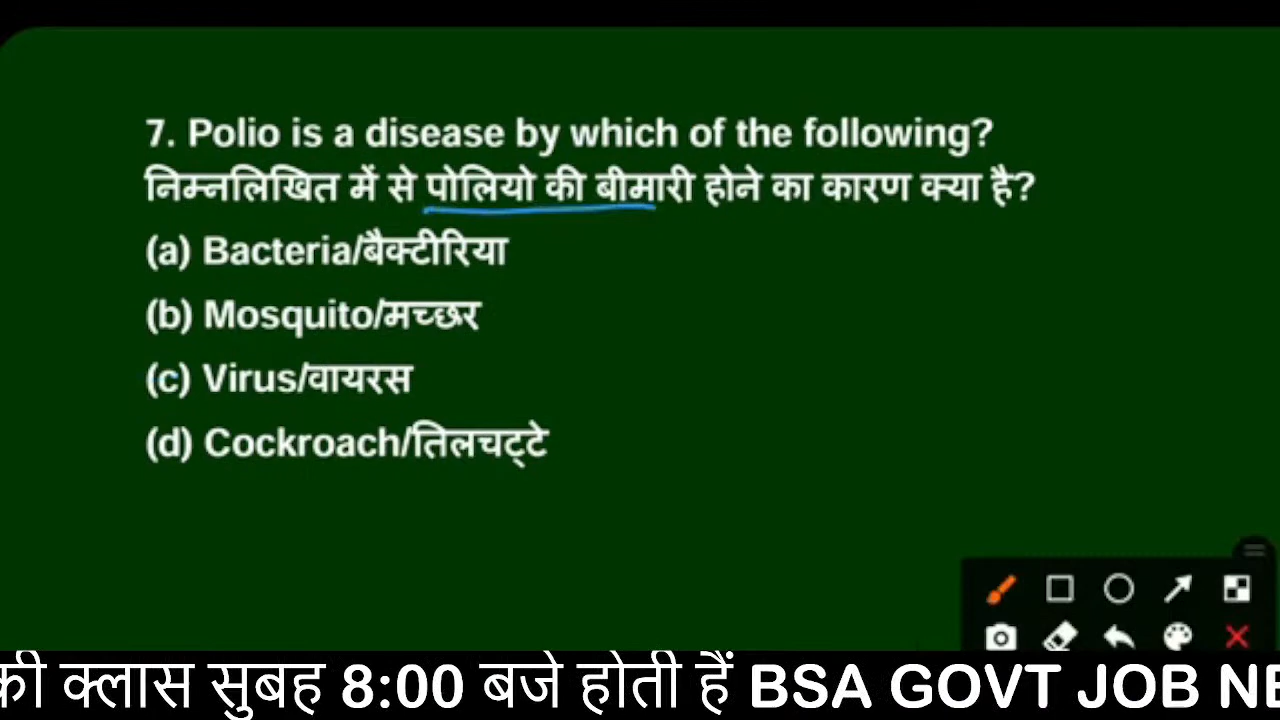 7. Polio is a disease by which of the following?
निम्नलिखित में से पोलियो की बीमारी होने का कारण क्या है?
(a) Bacteria/बैक्टीरिया
(b) Mosquito/मच्छर
(c) Virus/वायरस
(d) Cockroach/तिलचट्टे
की क्लास सुबह 8:00 बजे होती हैं BSA GOVT JOB